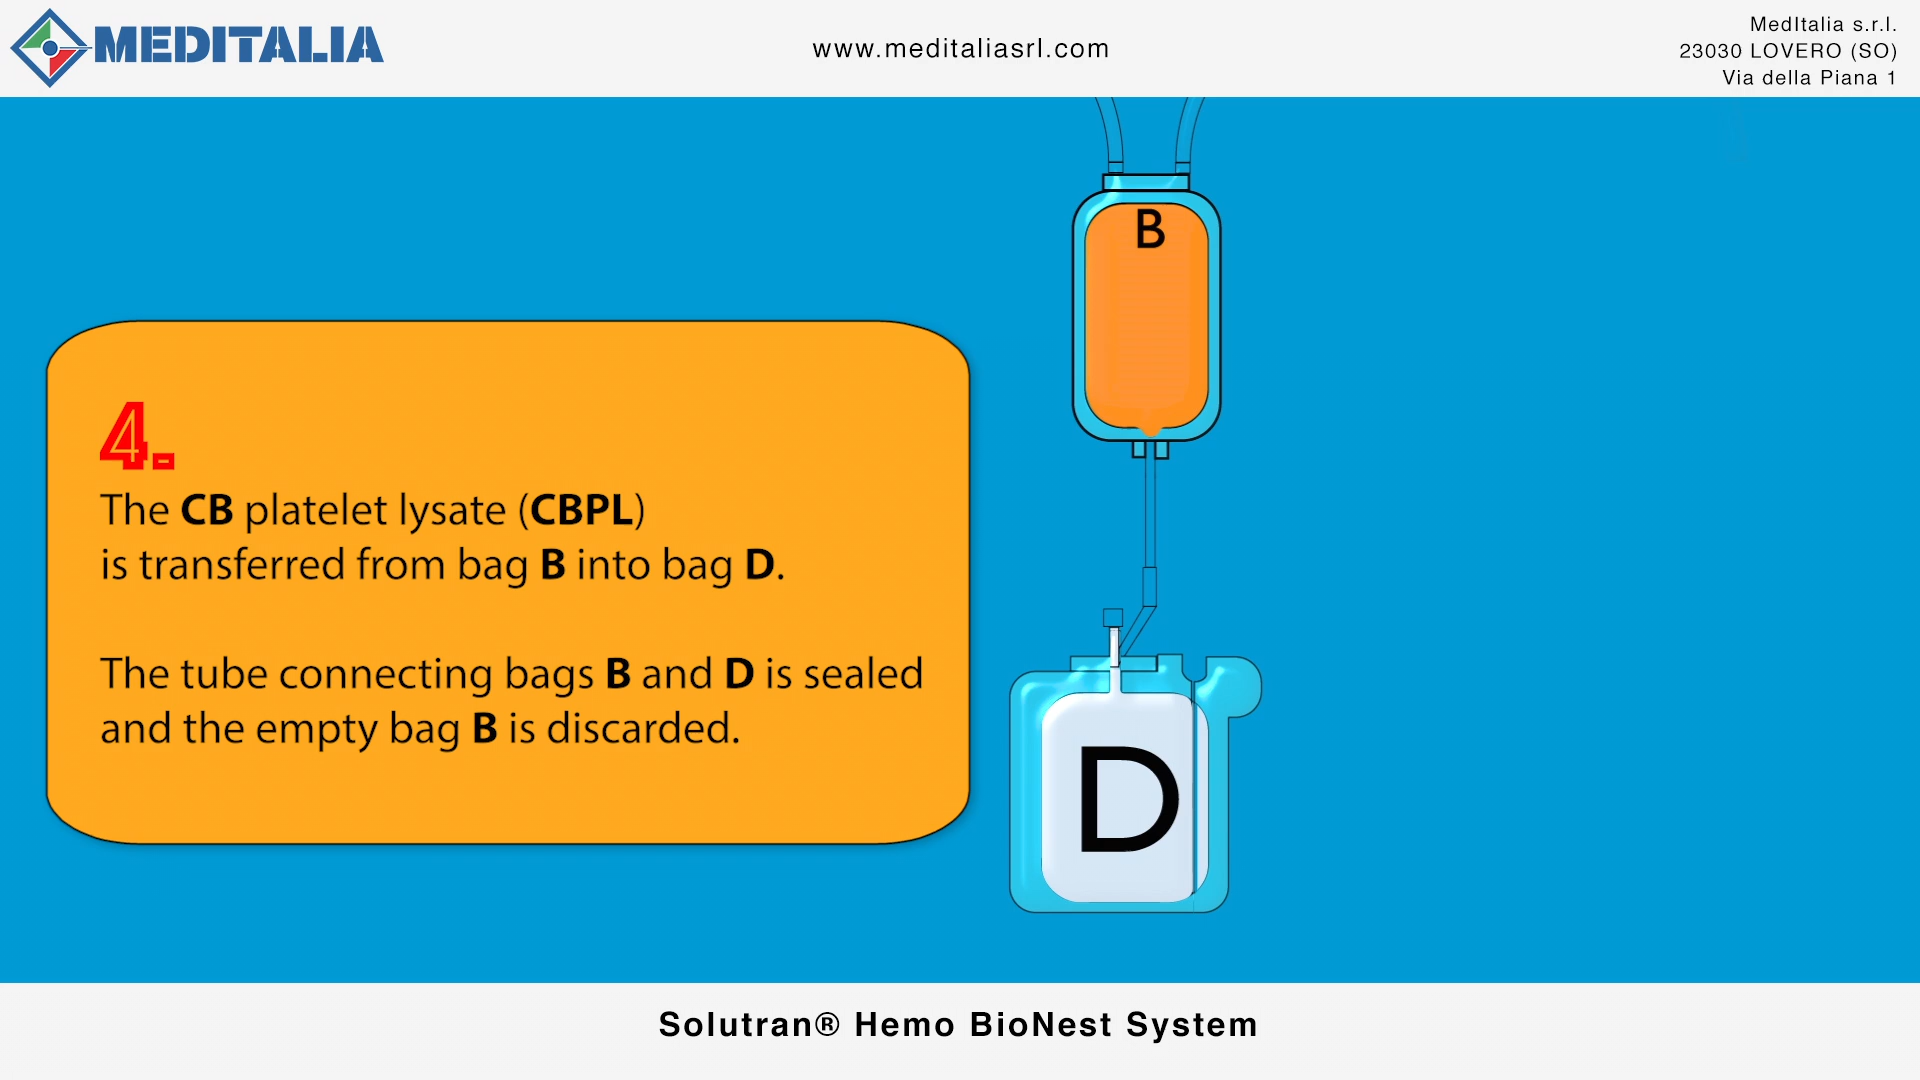 MEDITALIA
www.meditaliasrl.com
MedItalia s.r.l.
23030 LOVERO (SO)
Via della Piana 1
B
4.
The CB platelet lysate (CBPL)
is transferred from bag B into bag D.
The tube connecting bags B and D is sealed
and the empty bag B is discarded.
D
Solutran® Hemo BioNest System